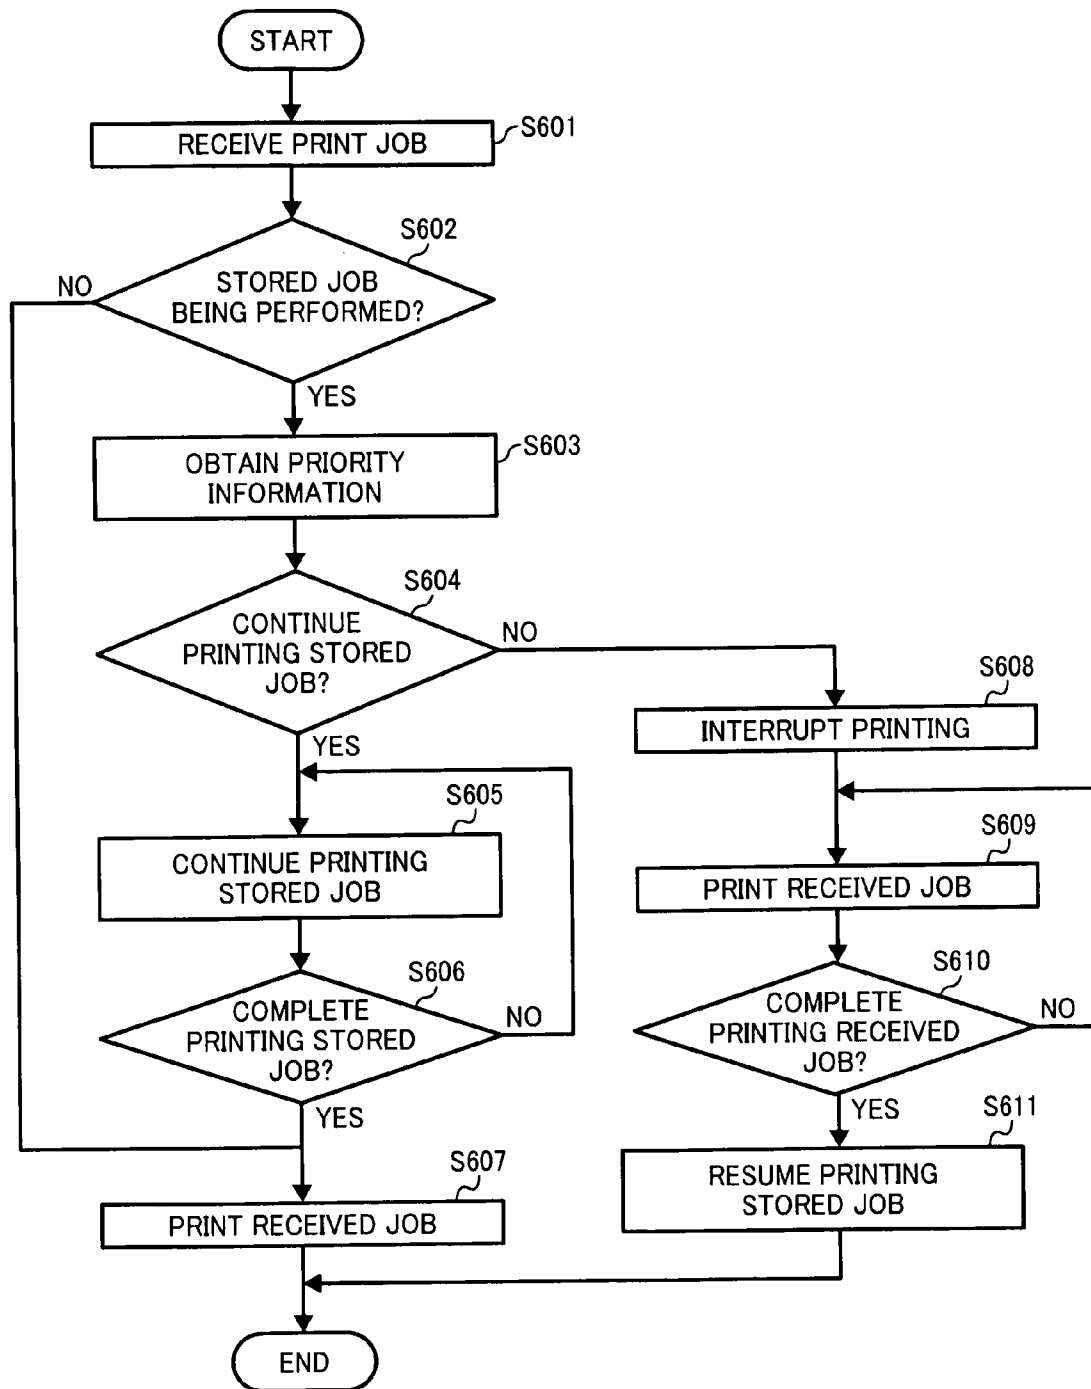 START
RECEIVE PRINT JOB
S601
S602
STORED JOB
BEING PERFORMED?
NO
YES
OBTAIN PRIORITY
INFORMATION
S603
S604
CONTINUE
PRINTING STORED
JOB?
NO
YES
S605
CONTINUE PRINTING
STORED JOB
S606
COMPLETE
PRINTING STORED
JOB?
NO
YES
S607
PRINT RECEIVED JOB
S608
INTERRUPT PRINTING
S609
PRINT RECEIVED JOB
S610
COMPLETE
PRINTING RECEIVED
JOB?
NO
YES
S611
RESUME PRINTING
STORED JOB
END